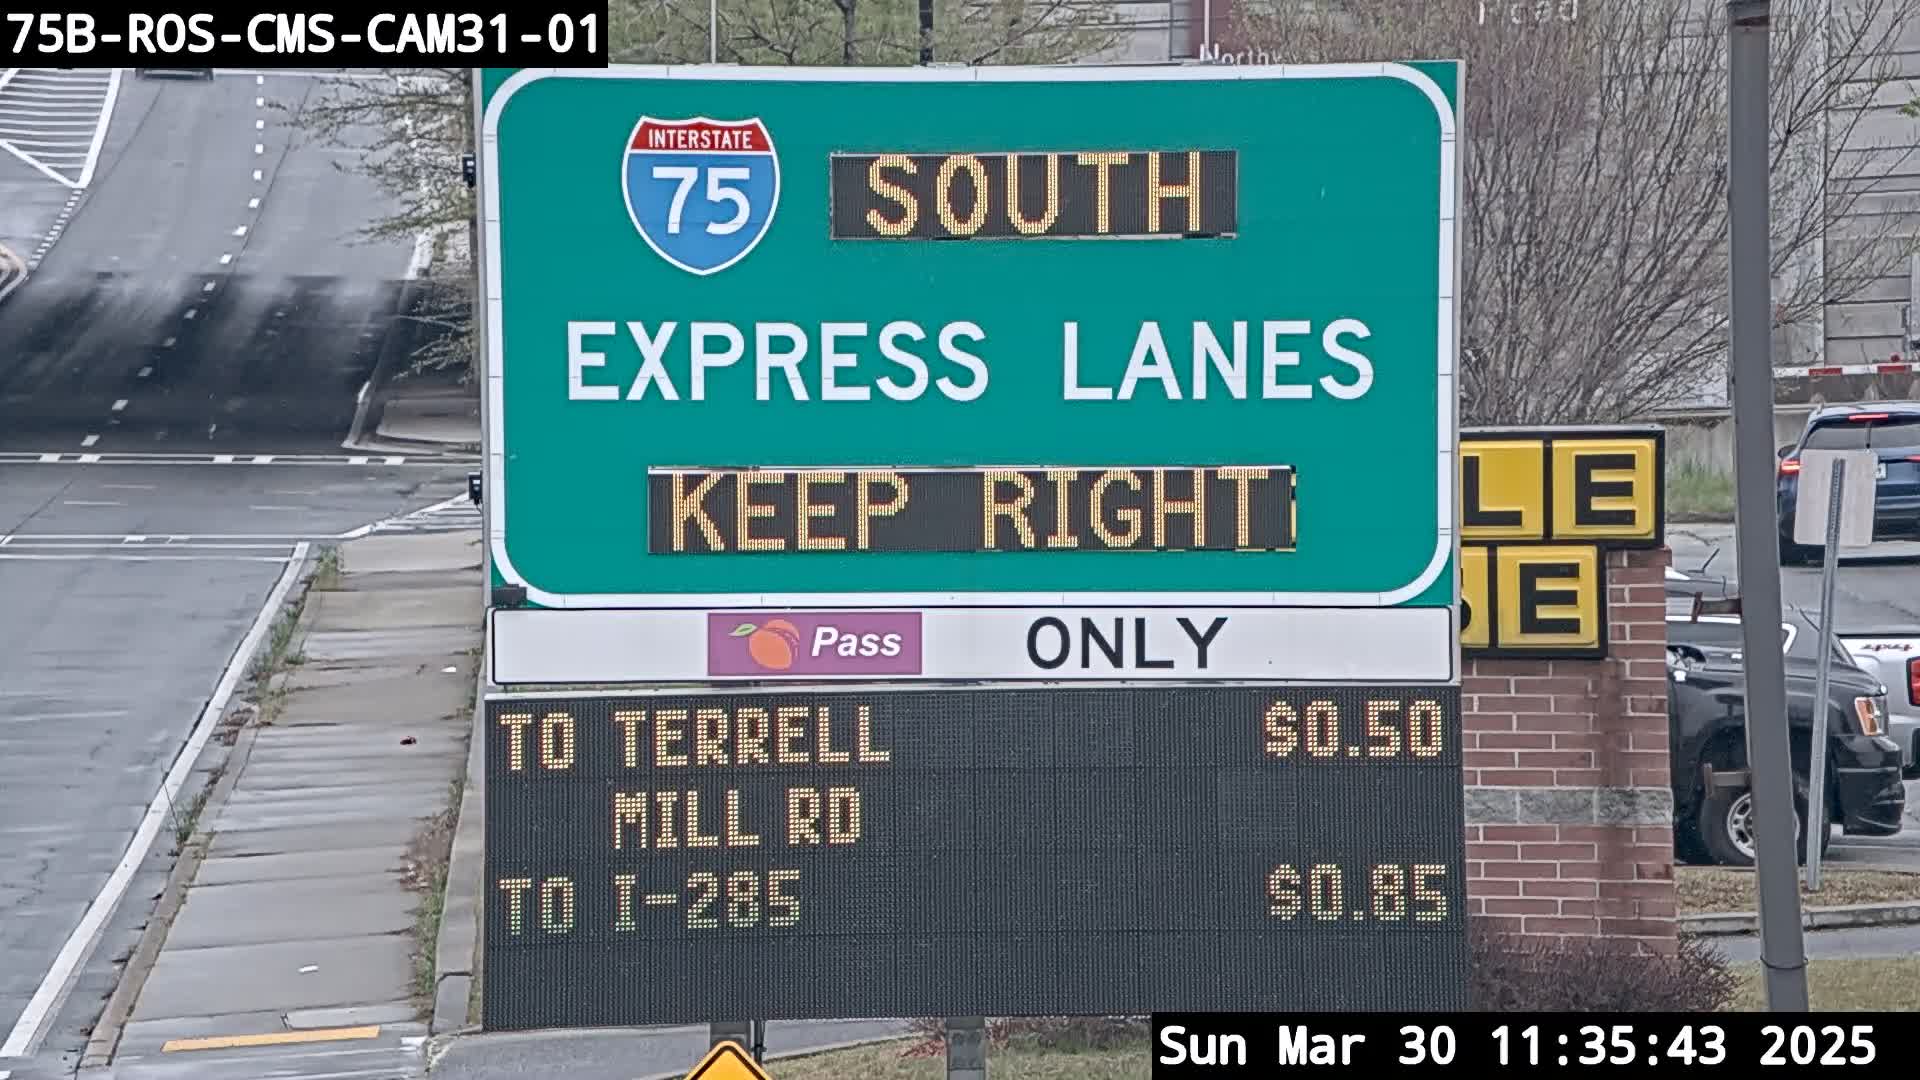 75B-ROS-CMS-CAM31-01
INTERSTATE
75
SOUTH
EXPRESS LANES
KEEP RIGHT
Pass ONLY
TO TERRELL $0.50
MILL RD
TO I-285 $0.85
LE
E
Sun Mar 30 11:35:43 2025